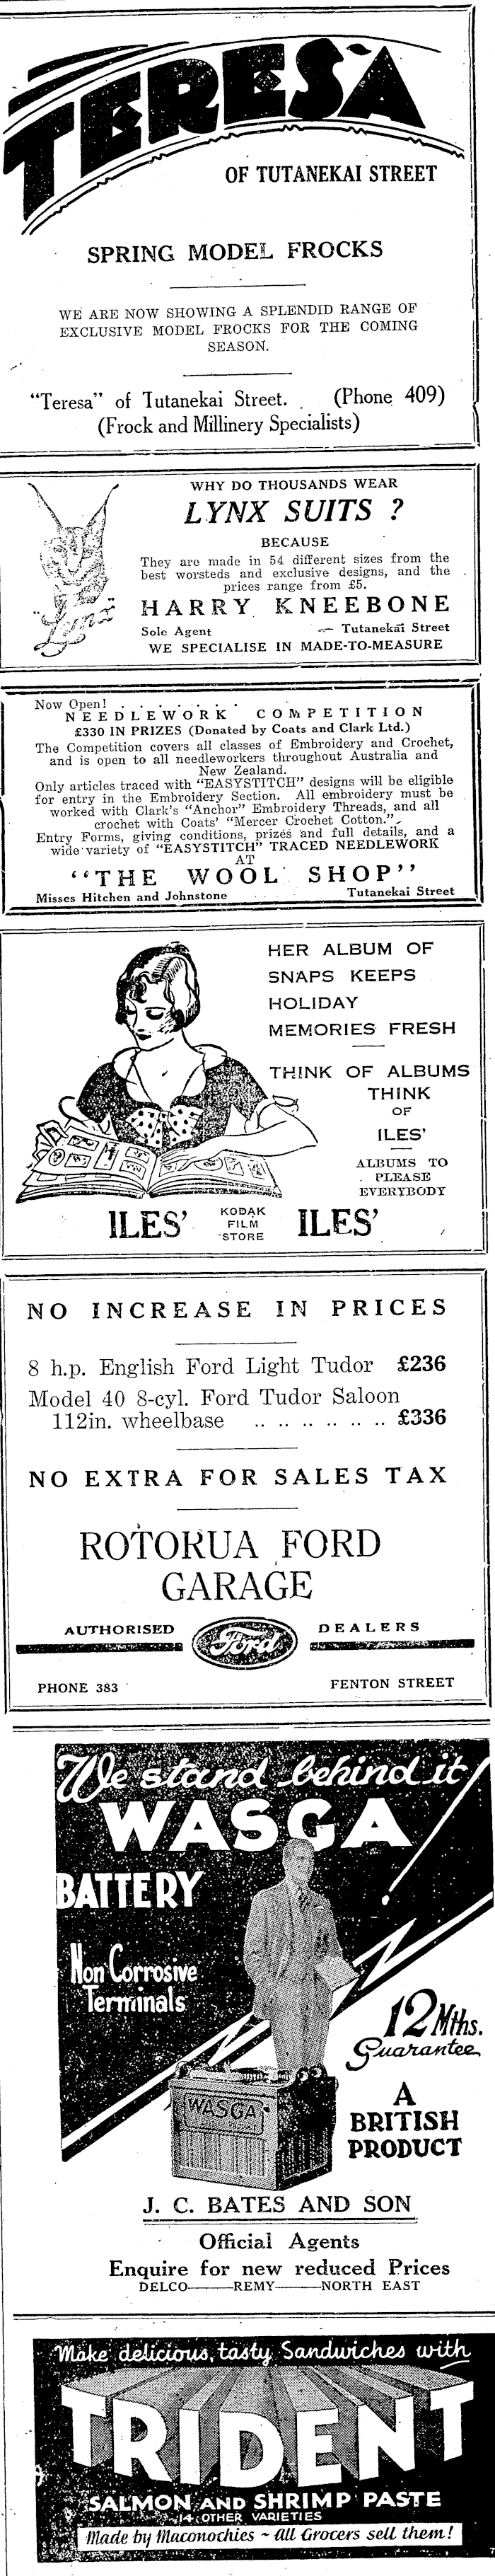 TERESA
OF TUTANEKAI STREET
SPRING MODEL FROCKS
WE ARE NOW SHOWING A SPLENDID RANGE OF
EXCLUSIVE MODEL FROCKS FOR THE COMING
SEASON.
"Teresa" of Tutanekai Street. (Phone 409)
(Frock and Millinery Specialists)
WHY DO THOUSANDS WEAR
LYNX SUITS ?
BECAUSE
They are made in 54 different sizes from the
best worsteds and exclusive designs, and the
prices range from £5.
"Lynx"
HARRY KNEEBONE
Sole Agent — Tutanekai Street
WE SPECIALISE IN MADE-TO-MEASURE
Now Open! . . . . . . .
NEEDLEWORK COMPETITION
£330 IN PRIZES (Donated by Coats and Clark Ltd.)
The Competition covers all classes of Embroidery and Crochet,
and is open to all needleworkers throughout Australia and
New Zealand.
Only articles traced with "EASYSTITCH" designs will be eligible
for entry in the Embroidery Section. All embroidery must be
worked with Clark's "Anchor" Embroidery Threads, and all
crochet with Coats' "Mercer Crochet Cotton."
Entry Forms, giving conditions, prizes and full details, and a
wide variety of "EASYSTITCH" TRACED NEEDLEWORK
AT
"THE WOOL SHOP"
Misses Hitchen and Johnstone Tutanekai Street
HER ALBUM OF
SNAPS KEEPS
HOLIDAY
MEMORIES FRESH
THINK OF ALBUMS
THINK
OF
ILES'
ALBUMS TO
PLEASE
EVERYBODY
ILES' KODAK FILM STORE ILES'
NO INCREASE IN PRICES
8 h.p. English Ford Light Tudor £236
Model 40 8-cyl. Ford Tudor Saloon
112in. wheelbase .. .. .. .. .. .. £336
NO EXTRA FOR SALES TAX
ROTORUA FORD
GARAGE
AUTHORISED Ford DEALERS
PHONE 383 FENTON STREET
We stand behind it!
WASGA
BATTERY
Non Corrosive
Terminals
12 Mths.
Guarantee
WASGA
A
BRITISH
PRODUCT
J. C. BATES AND SON
Official Agents
Enquire for new reduced Prices
DELCO——REMY——NORTH EAST
Make delicious, tasty Sandwiches with
TRIDENT
SALMON AND SHRIMP PASTE
14 OTHER VARIETIES
Made by Maconochies ~ All Grocers sell them!